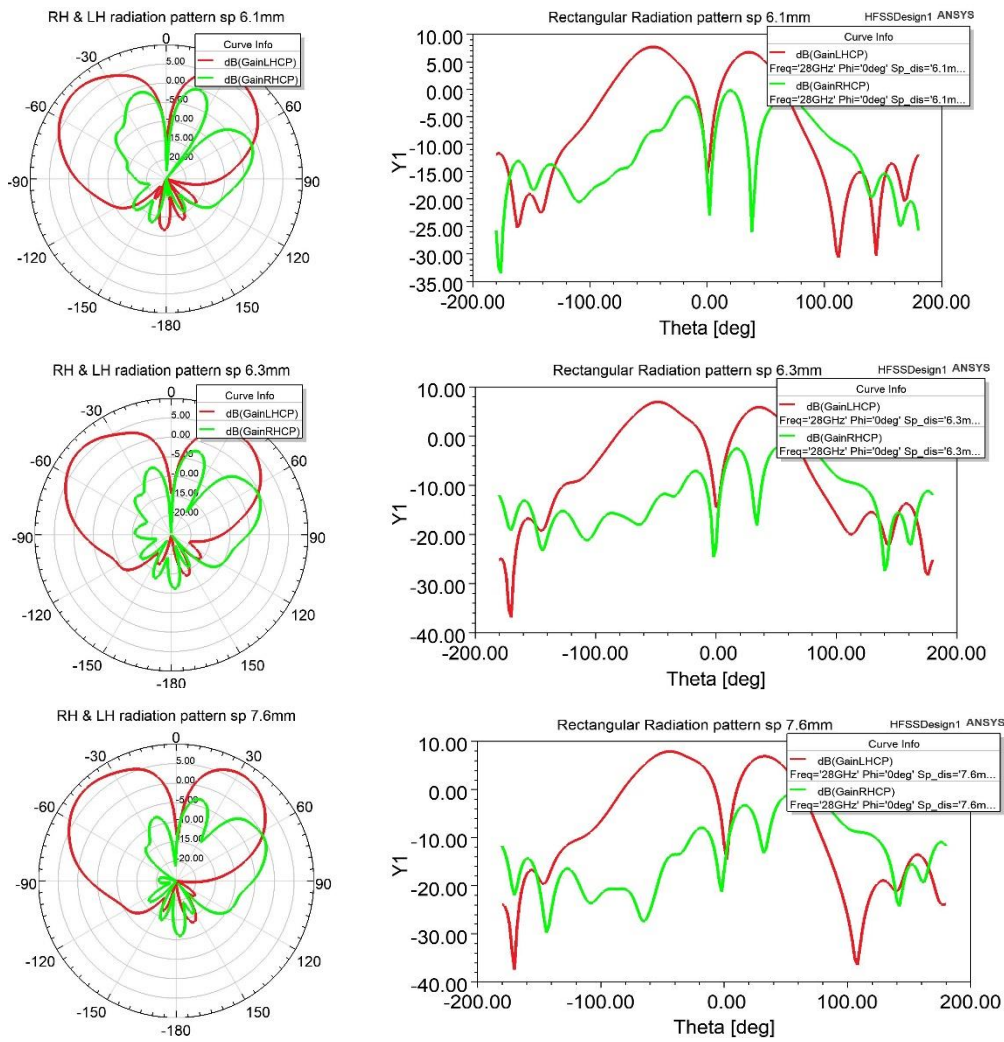 RH & LH radiation pattern sp 6.1mm
0
Curve Info
dB(GainLHCP)
dB(GainRHCP)
5.00
0.00
-5.00
-10.00
-15.00
20.00
-30
-60
-90
-120
-150
-180
150
120
90
60
Rectangular Radiation pattern sp 6.1mm
HFSSDesign1 ANSYS
Curve Info
dB(GainLHCP)
Freq='28GHz' Phi='0deg' Sp_dis='6.1m...
dB(GainRHCP)
Freq='28GHz' Phi='0deg' Sp_dis='6.1m...
Y1
10.00
5.00
0.00
-5.00
-10.00
-15.00
-20.00
-25.00
-30.00
-35.00
-200.00
-100.00
0.00
100.00
200.00
Theta [deg]
RH & LH radiation pattern sp 6.3mm
0
Curve Info
dB(GainLHCP)
dB(GainRHCP)
5.00
0.00
-5.00
-10.00
-15.00
-20.00
-30
-60
-90
-120
-150
-180
150
120
90
60
Rectangular Radiation pattern sp 6.3mm
HFSSDesign1 ANSYS
Curve Info
dB(GainLHCP)
Freq='28GHz' Phi='0deg' Sp_dis='6.3m...
dB(GainRHCP)
Freq='28GHz' Phi='0deg' Sp_dis='6.3m...
Y1
10.00
0.00
-10.00
-20.00
-30.00
-40.00
-200.00
-100.00
0.00
100.00
200.00
Theta [deg]
RH & LH radiation pattern sp 7.6mm
0
5.00
0.00
-5.00
-10.00
-15.00
20.00
-30
-60
-90
-120
-150
-180
150
120
90
60
30
Rectangular Radiation pattern sp 7.6mm
HFSSDesign1 ANSYS
Curve Info
dB(GainLHCP)
Freq='28GHz' Phi='0deg' Sp_dis='7.6m...
dB(GainRHCP)
Freq='28GHz' Phi='0deg' Sp_dis='7.6m...
Y1
10.00
0.00
-10.00
-20.00
-30.00
-40.00
-200.00
-100.00
0.00
100.00
200.00
Theta [deg]